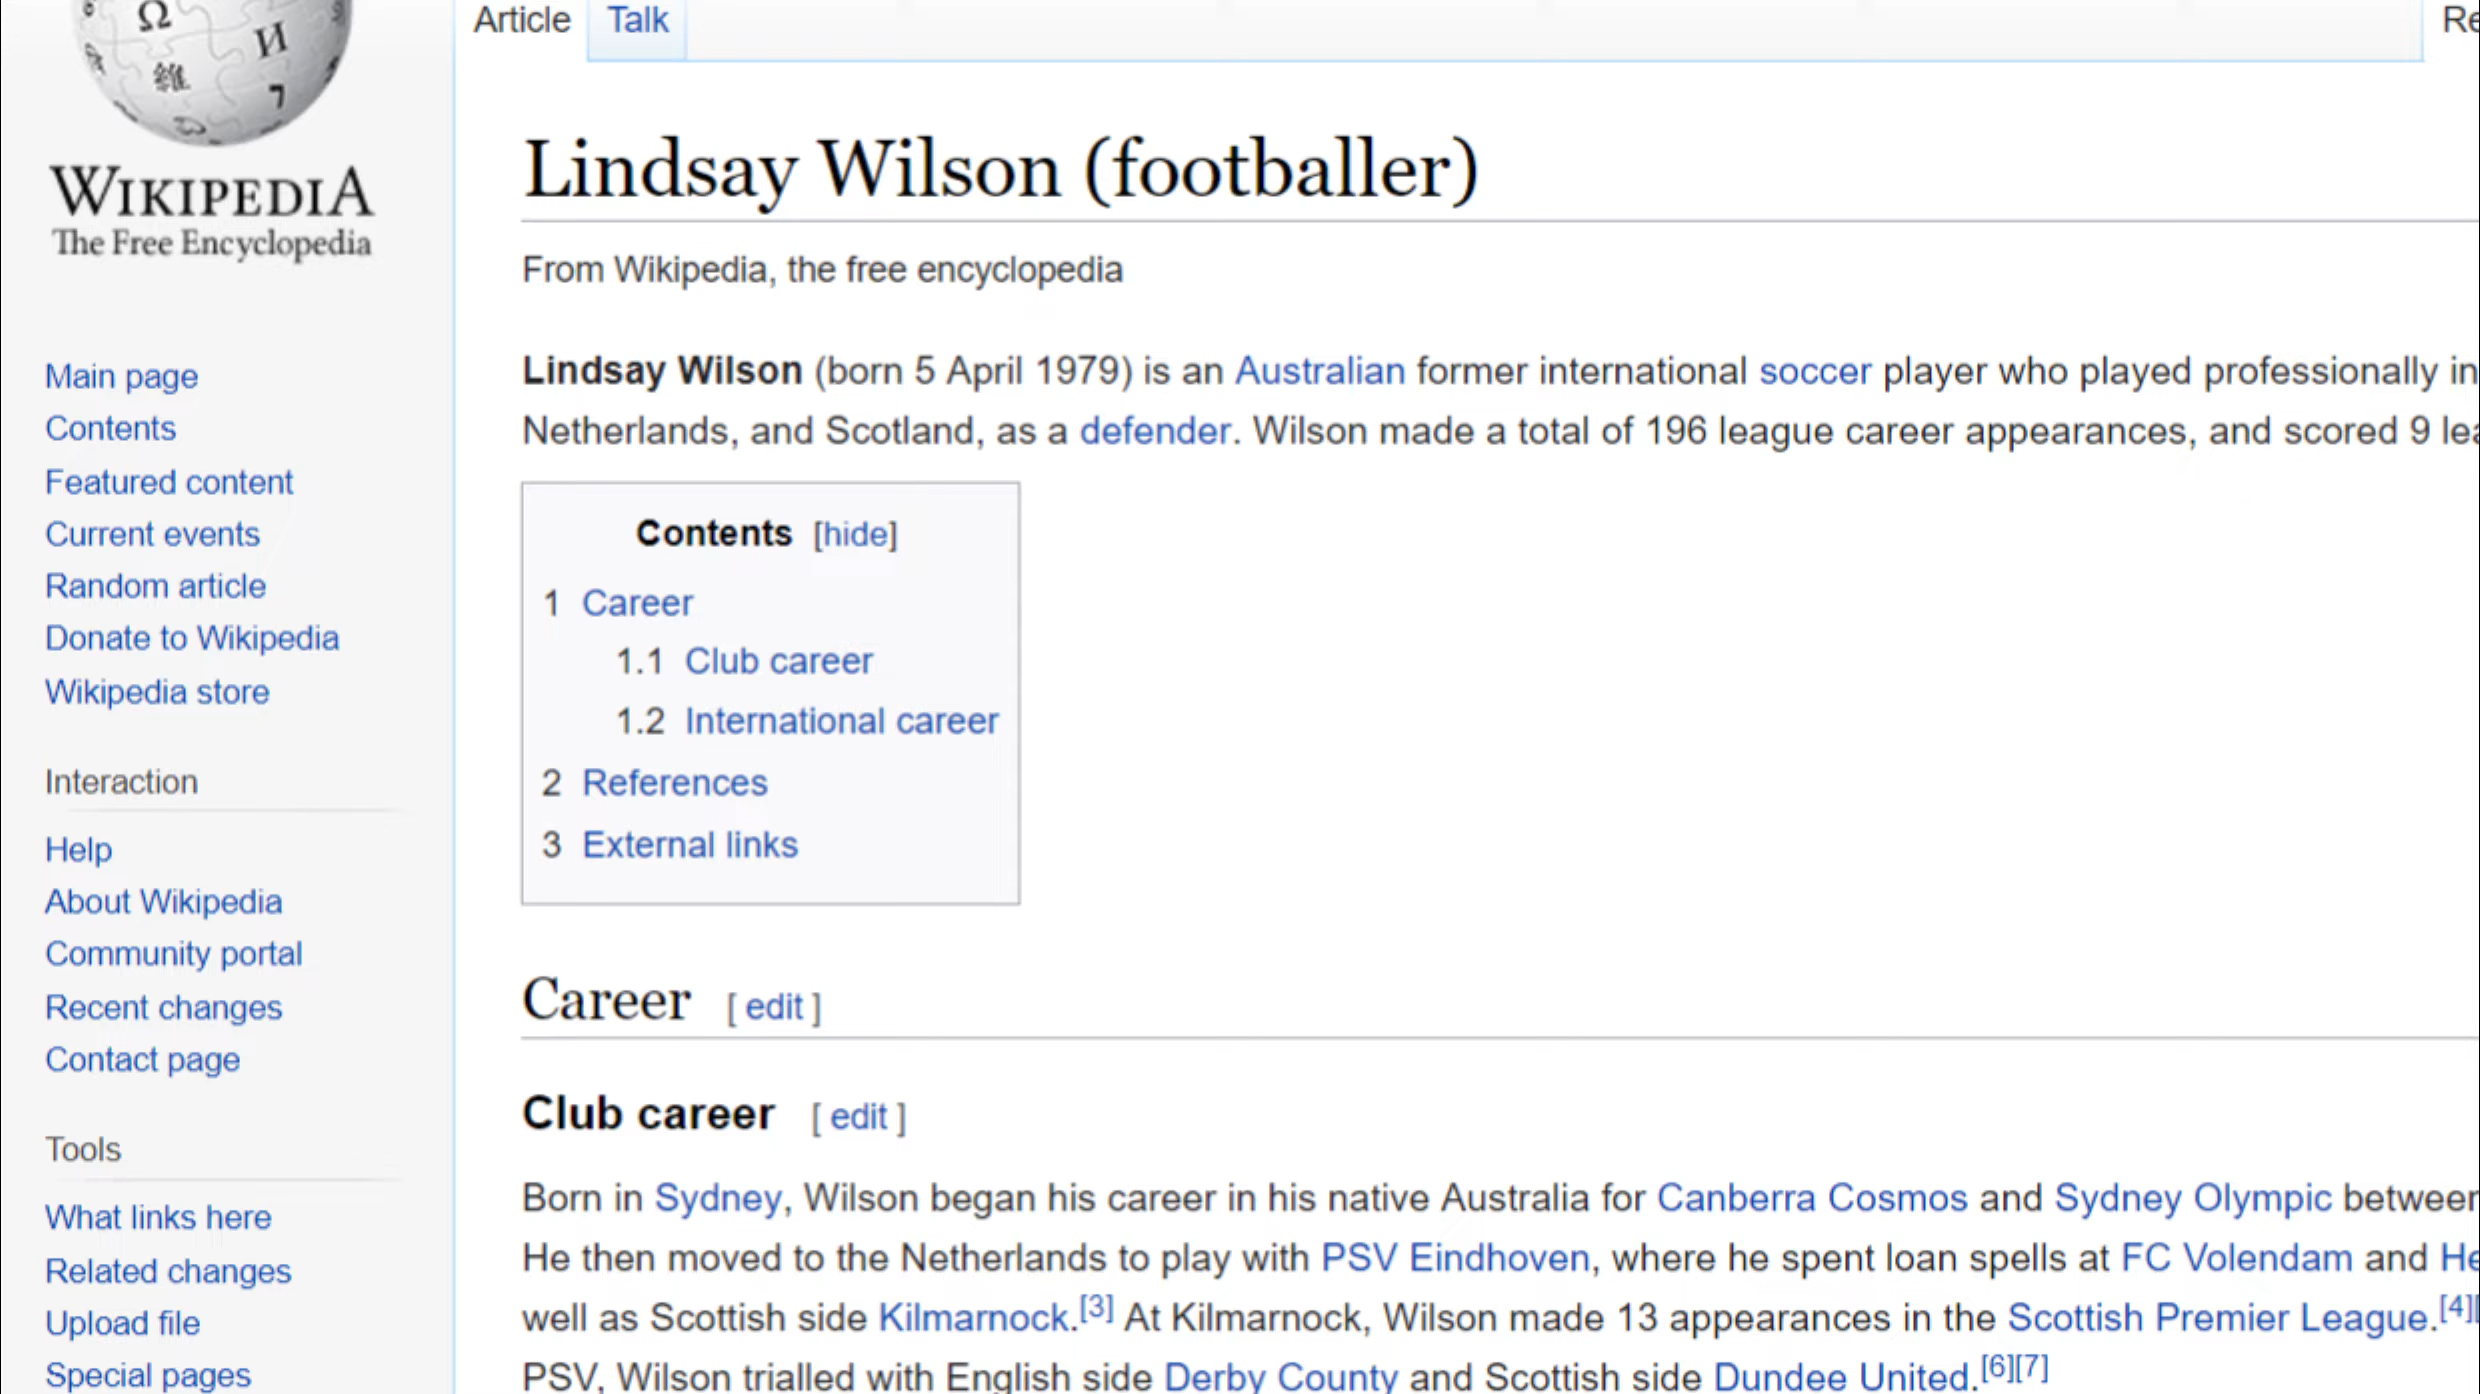 Article
Talk
WIKIPEDIA
The Free Encyclopedia
Main page
Contents
Featured content
Current events
Random article
Donate to Wikipedia
Wikipedia store
Interaction
Help
About Wikipedia
Community portal
Recent changes
Contact page
Tools
What links here
Related changes
Upload file
Special pages
Lindsay Wilson (footballer)
From Wikipedia, the free encyclopedia
Lindsay Wilson (born 5 April 1979) is an Australian former international soccer player who played professionally in
Netherlands, and Scotland, as a defender. Wilson made a total of 196 league career appearances, and scored 9
Contents [hide]
1 Career
1.1 Club career
1.2 International career
2 References
3 External links
Career [ edit ]
Club career [ edit ]
Born in Sydney, Wilson began his career in his native Australia for Canberra Cosmos and Sydney Olympic between
He then moved to the Netherlands to play with PSV Eindhoven, where he spent loan spells at FC Volendam and
well as Scottish side Kilmarnock.[3] At Kilmarnock, Wilson made 13 appearances in the Scottish Premier League.[4]
PSV, Wilson trialled with English side Derby County and Scottish side Dundee United.[6][7]